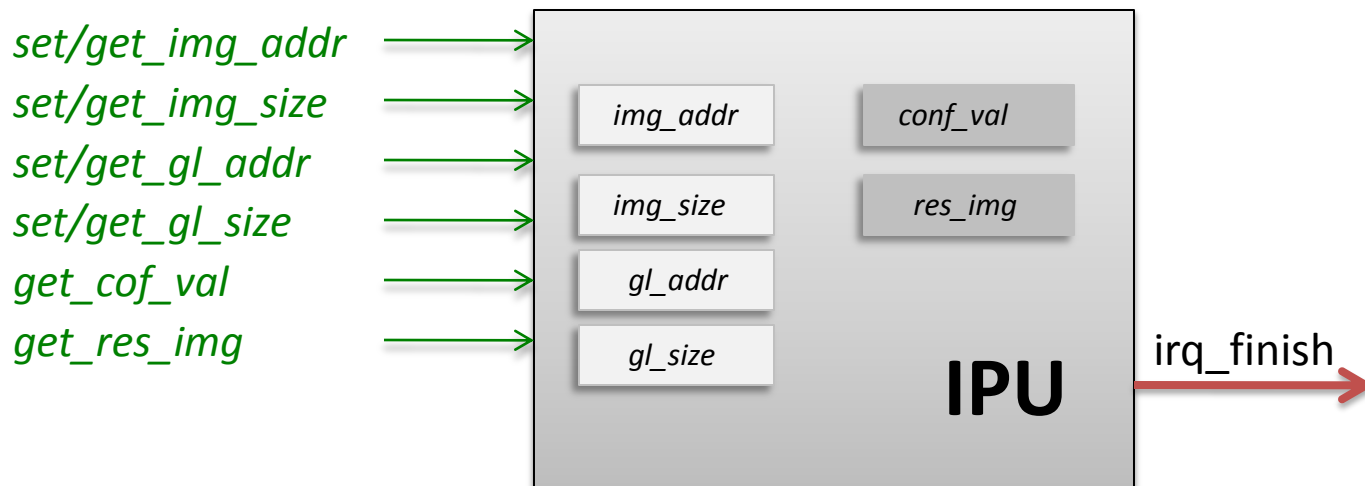 set/get_img_addr
set/get_img_size
set/get_gl_addr
set/get_gl_size
get_cof_val
get_res_img
img_addr
conf_val
img_size
res_img
gl_addr
gl_size
IPU
irq_finish